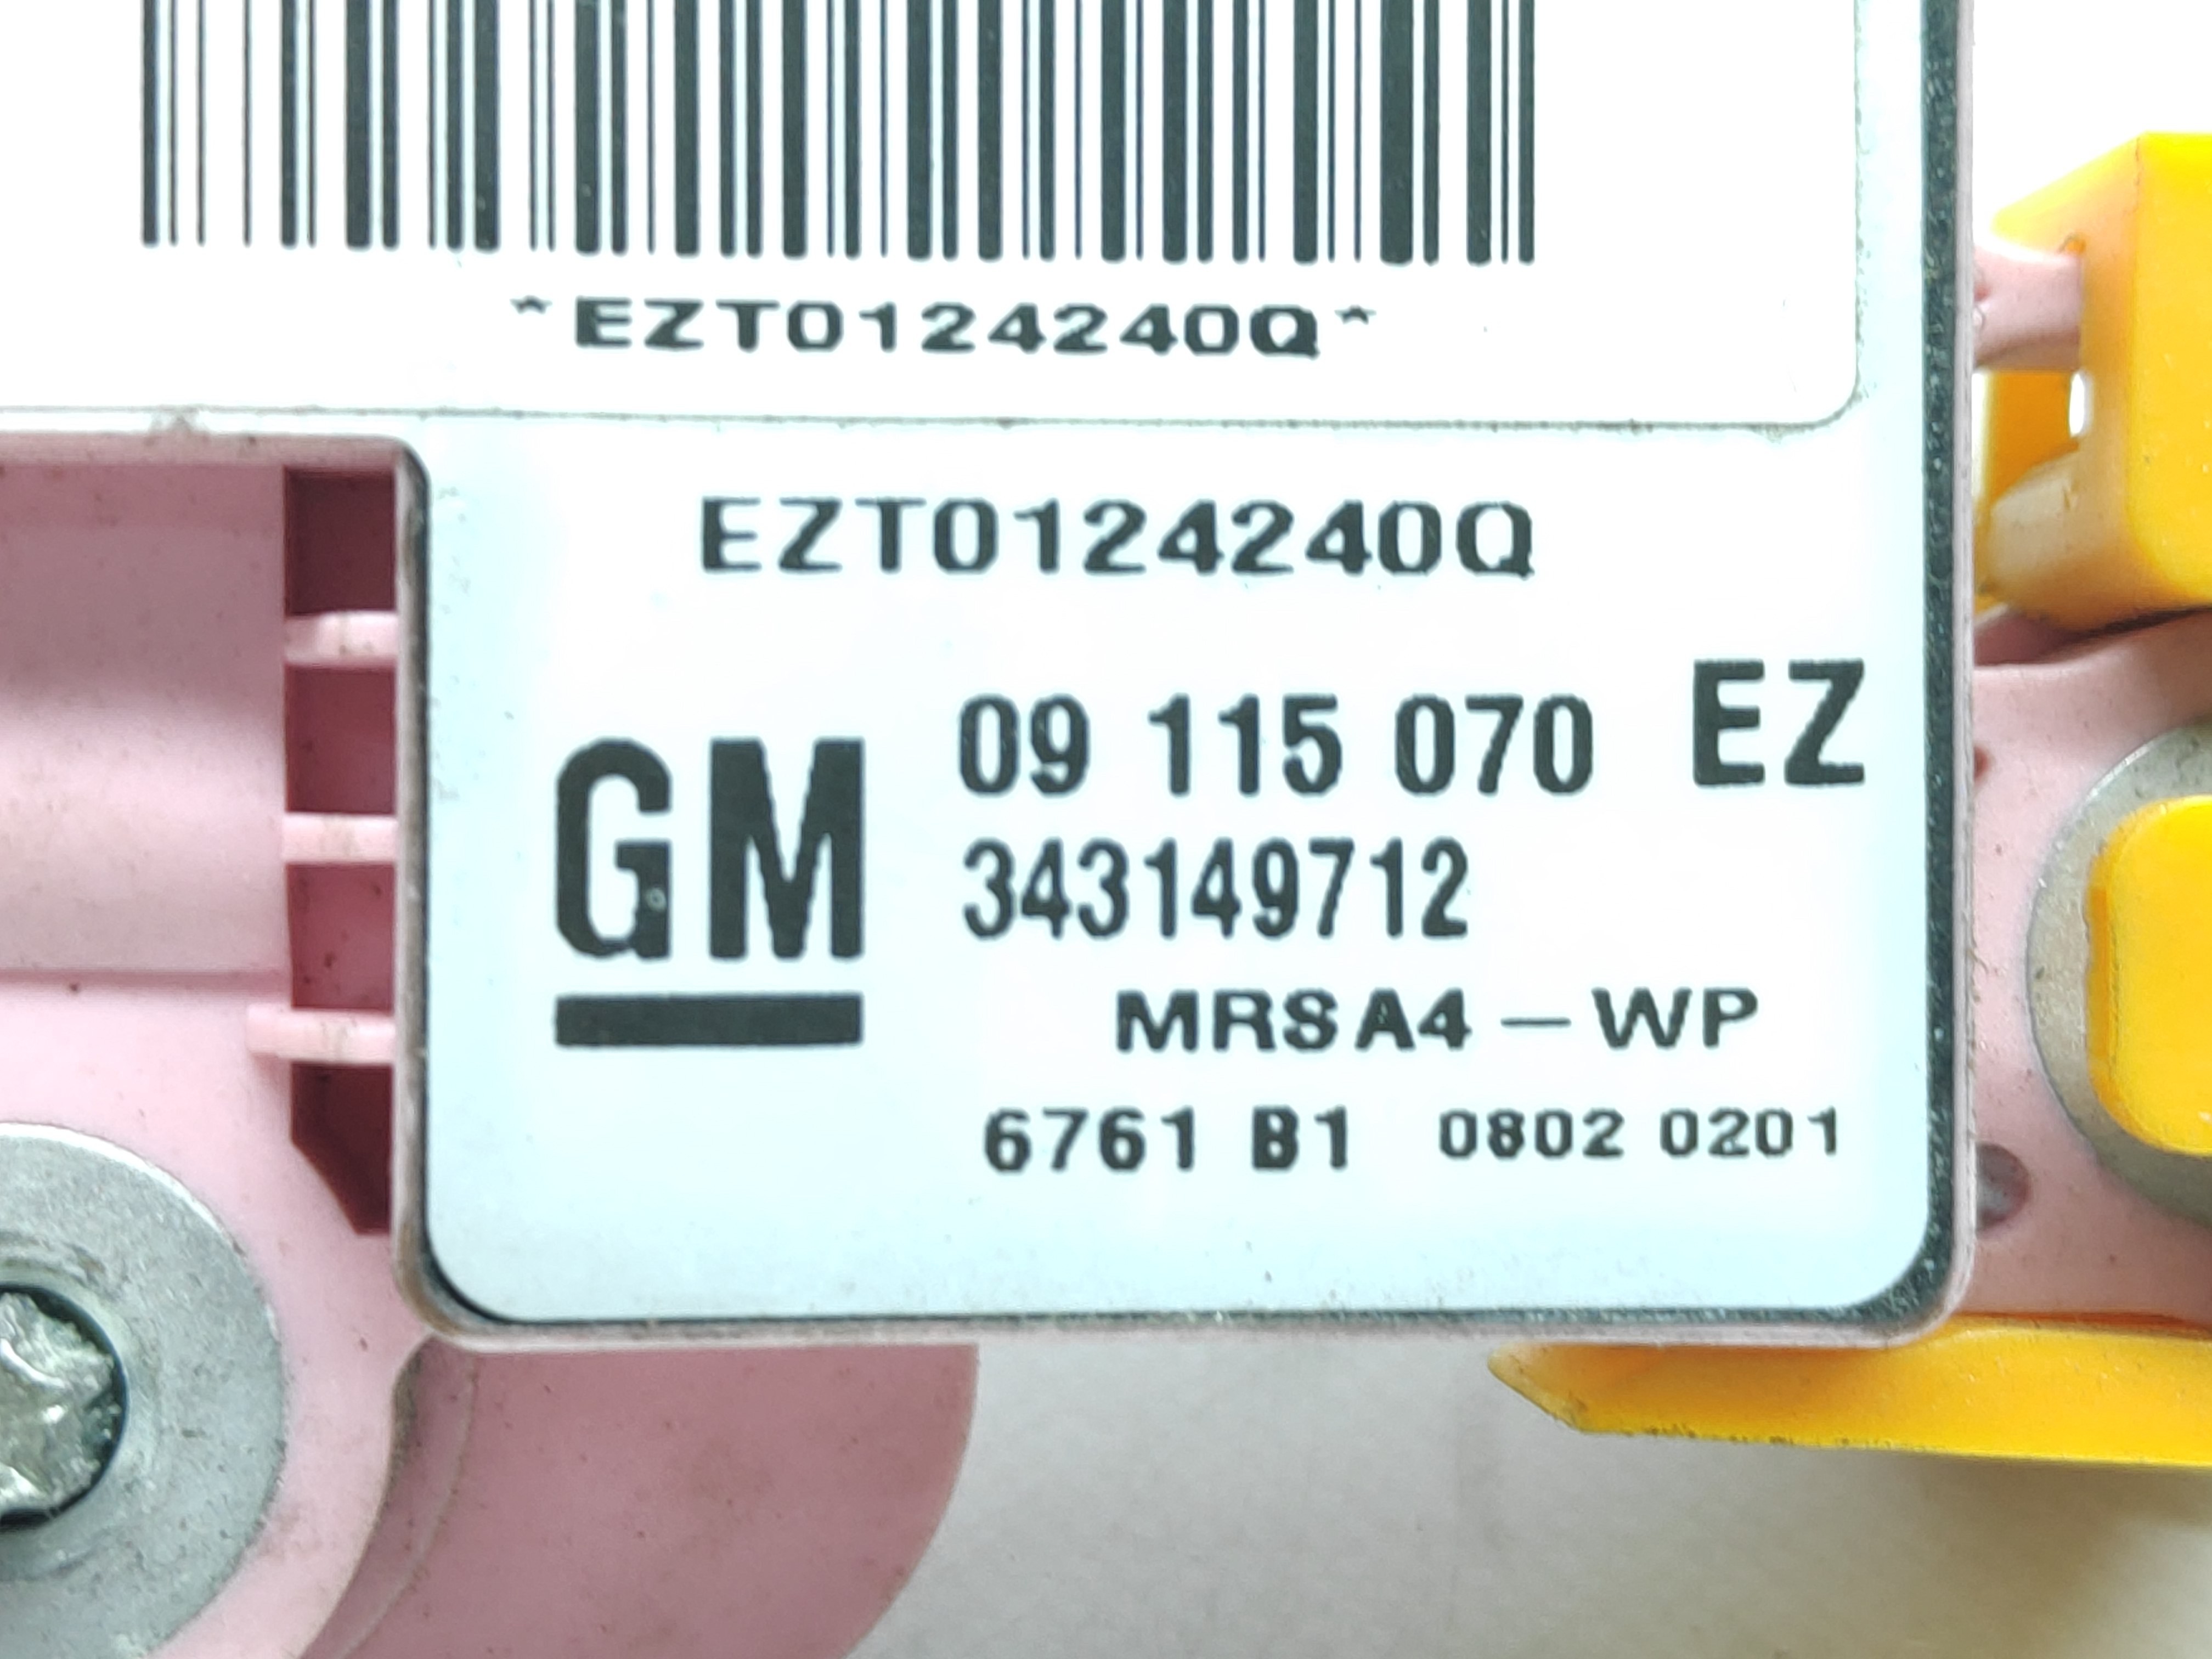 *EZT0124240Q*
EZT0124240Q
GM 09 115 070 EZ
343149712
MRSA4-WP
6761 B1 0802 0201